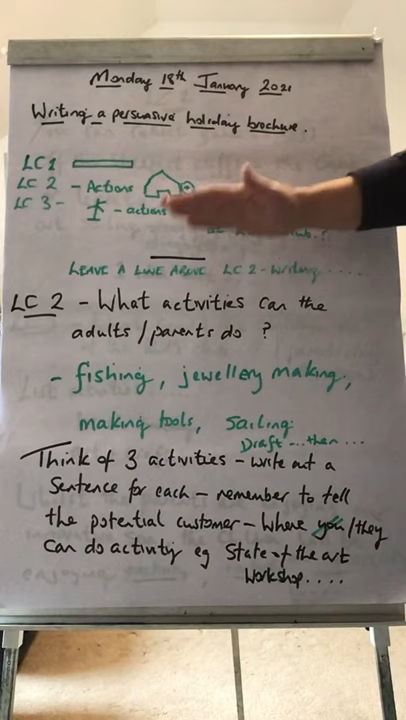 Monday 18th January 2021
Writing a persuasive holiday brochure.
LC1
LC 2 - Actions
LC 3 - - actions
LEAVE A LINE ABOVE LC 2 - Writing ......
LC 2 - What activities can the
adults/parents do ?
- fishing, jewellery making,
making tools, sailing.
Draft ... then ...
Think of 3 activities - write out a
Sentence for each - remember to tell
the potential customer - where you/they
can do activity eg State of the art
Workshop....